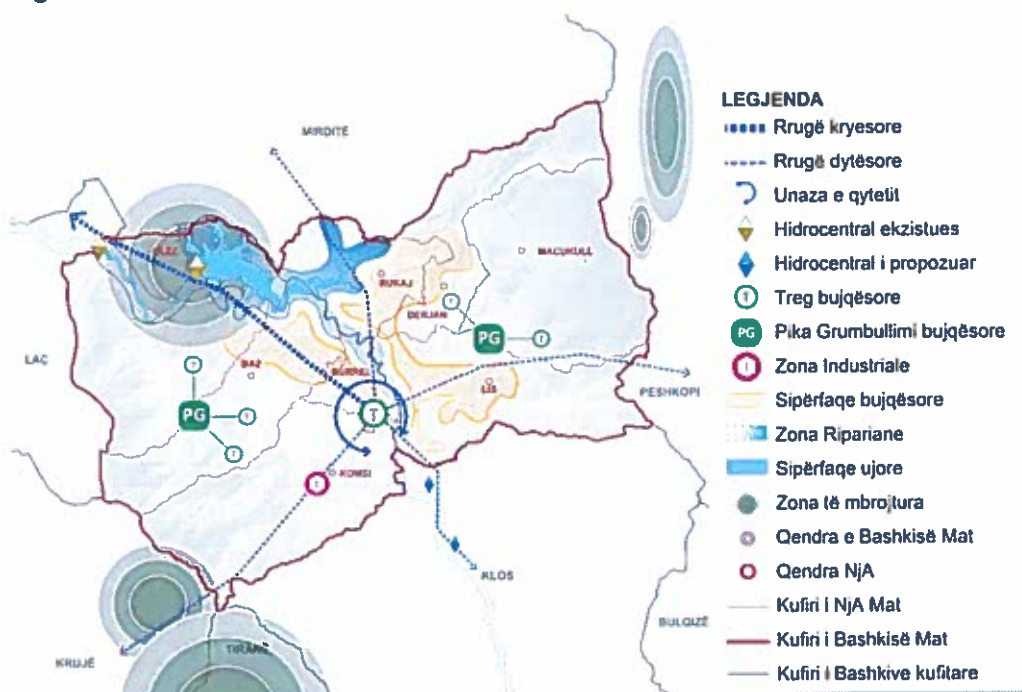 MIRDITË
ULËZ
RUKAJ
MACUKULL
DERJAN
T
PG
T
LAÇ
BAZ
BURREL
LIS
PESHKOPI
T
PG
T
T
T
KOMSI
KLOS
BULQIZË
KRUJË
TIRANË
LEGJENDA
Rrugë kryesore
Rrugë dytësore
Unaza e qytetit
Hidrocentral ekzistues
Hidrocentral i propozuar
Treg bujqësore
Pika Grumbullimi bujqësore
Zona Industriale
Sipërfaqe bujqësore
Zona Ripariane
Sipërfaqe ujore
Zona të mbrojtura
Qendra e Bashkisë Mat
Qendra NjA
Kufiri i NjA Mat
Kufiri i Bashkisë Mat
Kufiri i Bashkive kufitare